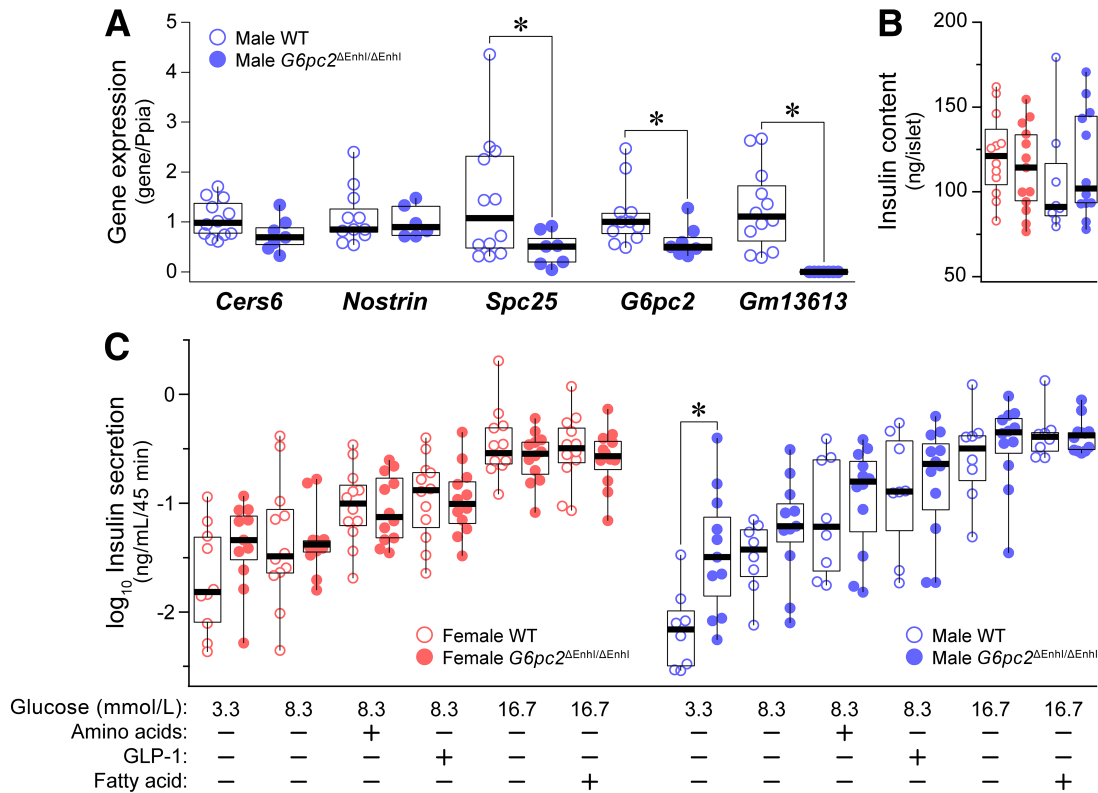 A
Gene expression
(gene/Ppia)
5
4
3
2
1
0
Male WT
Male G6pc2ΔEnhI/ΔEnhI
*
*
*
Cers6 Nostrin Spc25 G6pc2 Gm13613
B
Insulin content
(ng/islet)
200
150
100
50
C
log10 Insulin secretion
(ng/mL/45 min)
0
-1
-2
*
Female WT
Female G6pc2ΔEnhI/ΔEnhI
Male WT
Male G6pc2ΔEnhI/ΔEnhI
Glucose (mmol/L): 3.3 8.3 8.3 8.3 16.7 16.7 3.3 8.3 8.3 8.3 16.7 16.7
Amino acids: − − + − − − − − + − − −
GLP-1: − − − + − − − − − + − −
Fatty acid: − − − − − + − − − − − +